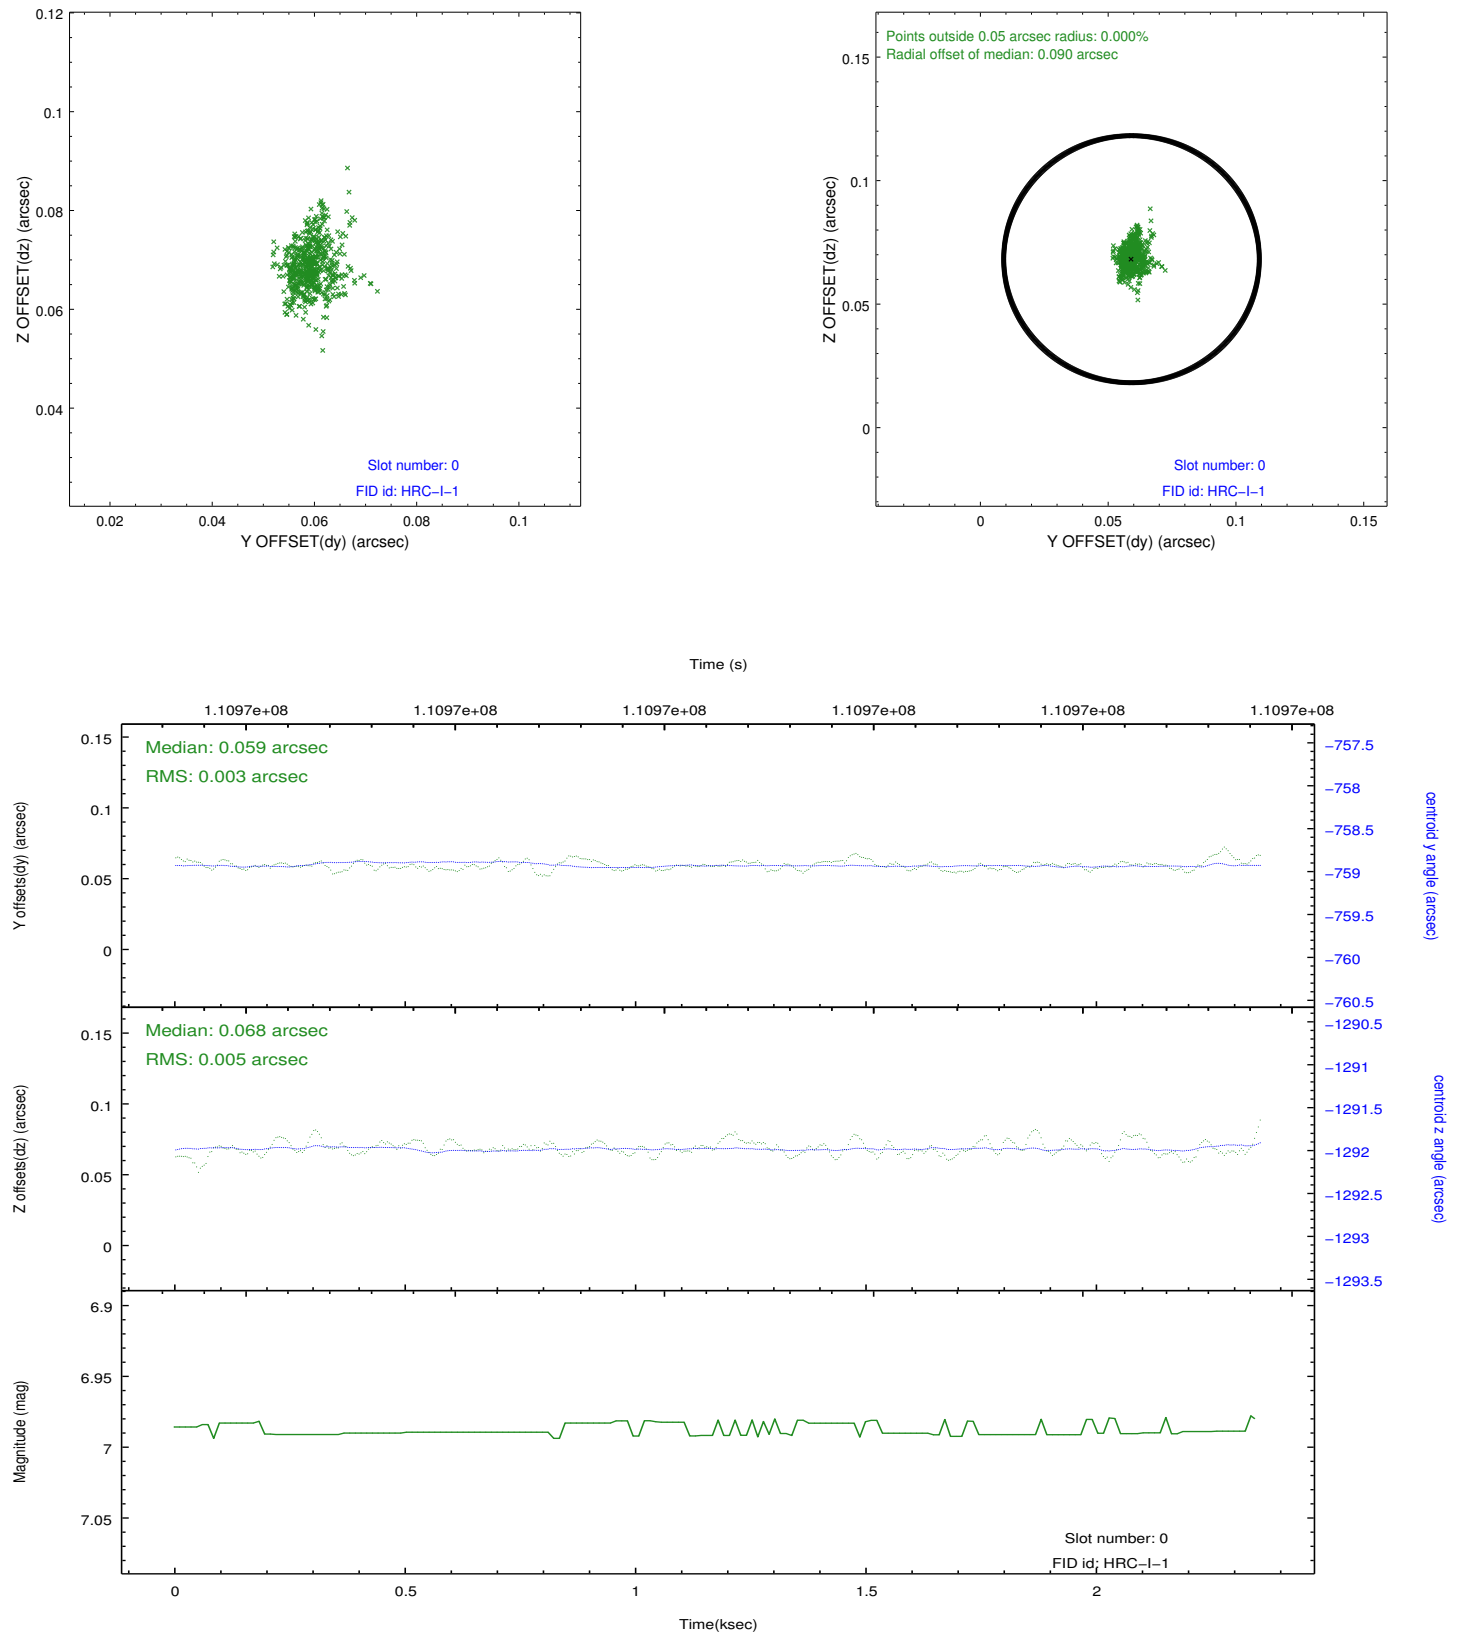 0.12
0.1
0.08
0.06
0.04
Z OFFSET(dz) (arcsec)
Slot number: 0
FID id: HRC−I−1
0.02
0.04
0.06
0.08
0.1
Y OFFSET(dy) (arcsec)
Points outside 0.05 arcsec radius: 0.000%
Radial offset of median: 0.090 arcsec
0.15
0.1
0.05
0
Z OFFSET(dz) (arcsec)
Slot number: 0
FID id: HRC−I−1
0
0.05
0.1
0.15
Y OFFSET(dy) (arcsec)
Time (s)
1.1097e+08
1.1097e+08
1.1097e+08
1.1097e+08
1.1097e+08
1.1097e+08
Median: 0.059 arcsec
RMS: 0.003 arcsec
0.15
0.1
0.05
0
Y offsets(dy) (arcsec)
−757.5
−758
−758.5
−759
−759.5
−760
−760.5
centroid y angle (arcsec)
Median: 0.068 arcsec
RMS: 0.005 arcsec
0.15
0.1
0.05
0
Z offsets(dz) (arcsec)
−1290.5
−1291
−1291.5
−1292
−1292.5
−1293
−1293.5
centroid z angle (arcsec)
6.9
6.95
7
7.05
Magnitude (mag)
Slot number: 0
FID id: HRC−I−1
0
0.5
1
1.5
2
Time(ksec)